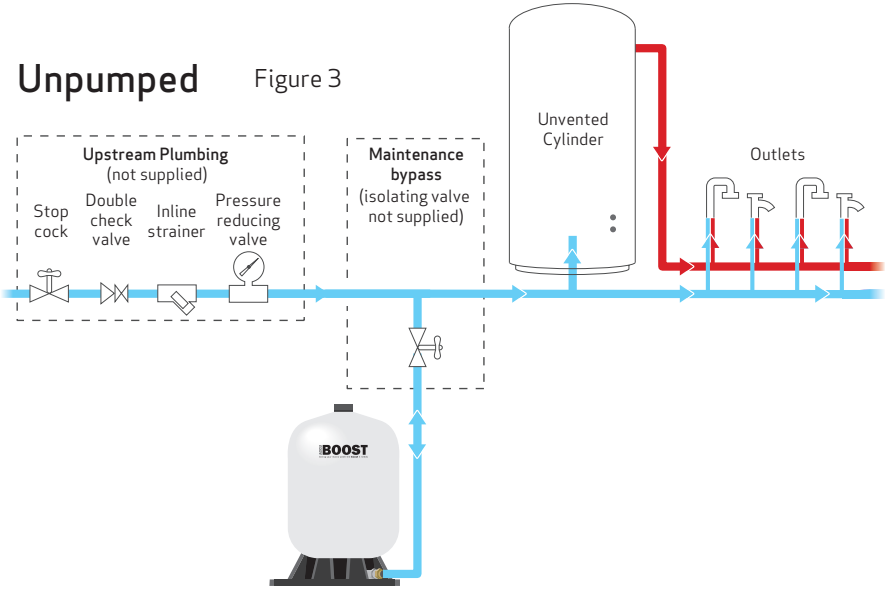 Unpumped
Figure 3
Upstream Plumbing
(not supplied)
Stop
cock
Double
check
valve
Inline
strainer
Pressure
reducing
valve
Maintenance
bypass
(isolating valve
not supplied)
Unvented
Cylinder
Outlets
BOOST